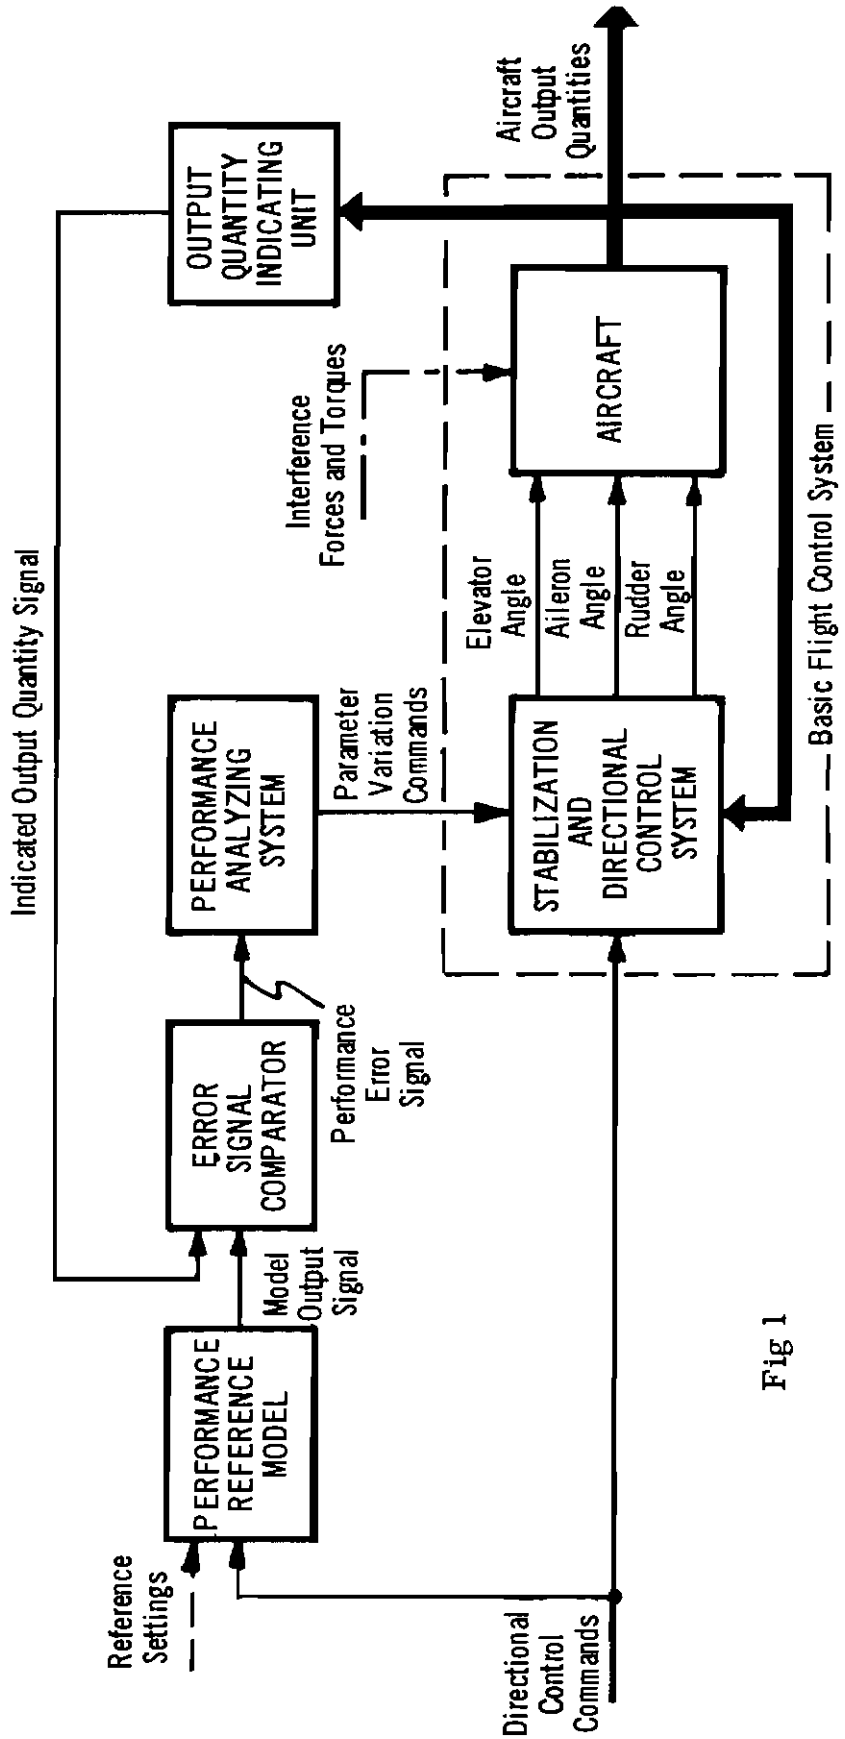 Indicated Output Quantity Signal
Reference
Settings
PERFORMANCE
REFERENCE
MODEL
Model
Output
Signal
ERROR
SIGNAL
COMPARATOR
Performance
Error
Signal
PERFORMANCE
ANALYZING
SYSTEM
Parameter
Variation
Commands
Interference
Forces and Torques
OUTPUT
QUANTITY
INDICATING
UNIT
Directional
Control
Commands
STABILIZATION
AND
DIRECTIONAL
CONTROL
SYSTEM
Elevator
Angle
Aileron
Angle
Rudder
Angle
AIRCRAFT
Aircraft
Output
Quantities
Basic Flight Control System
Fig 1